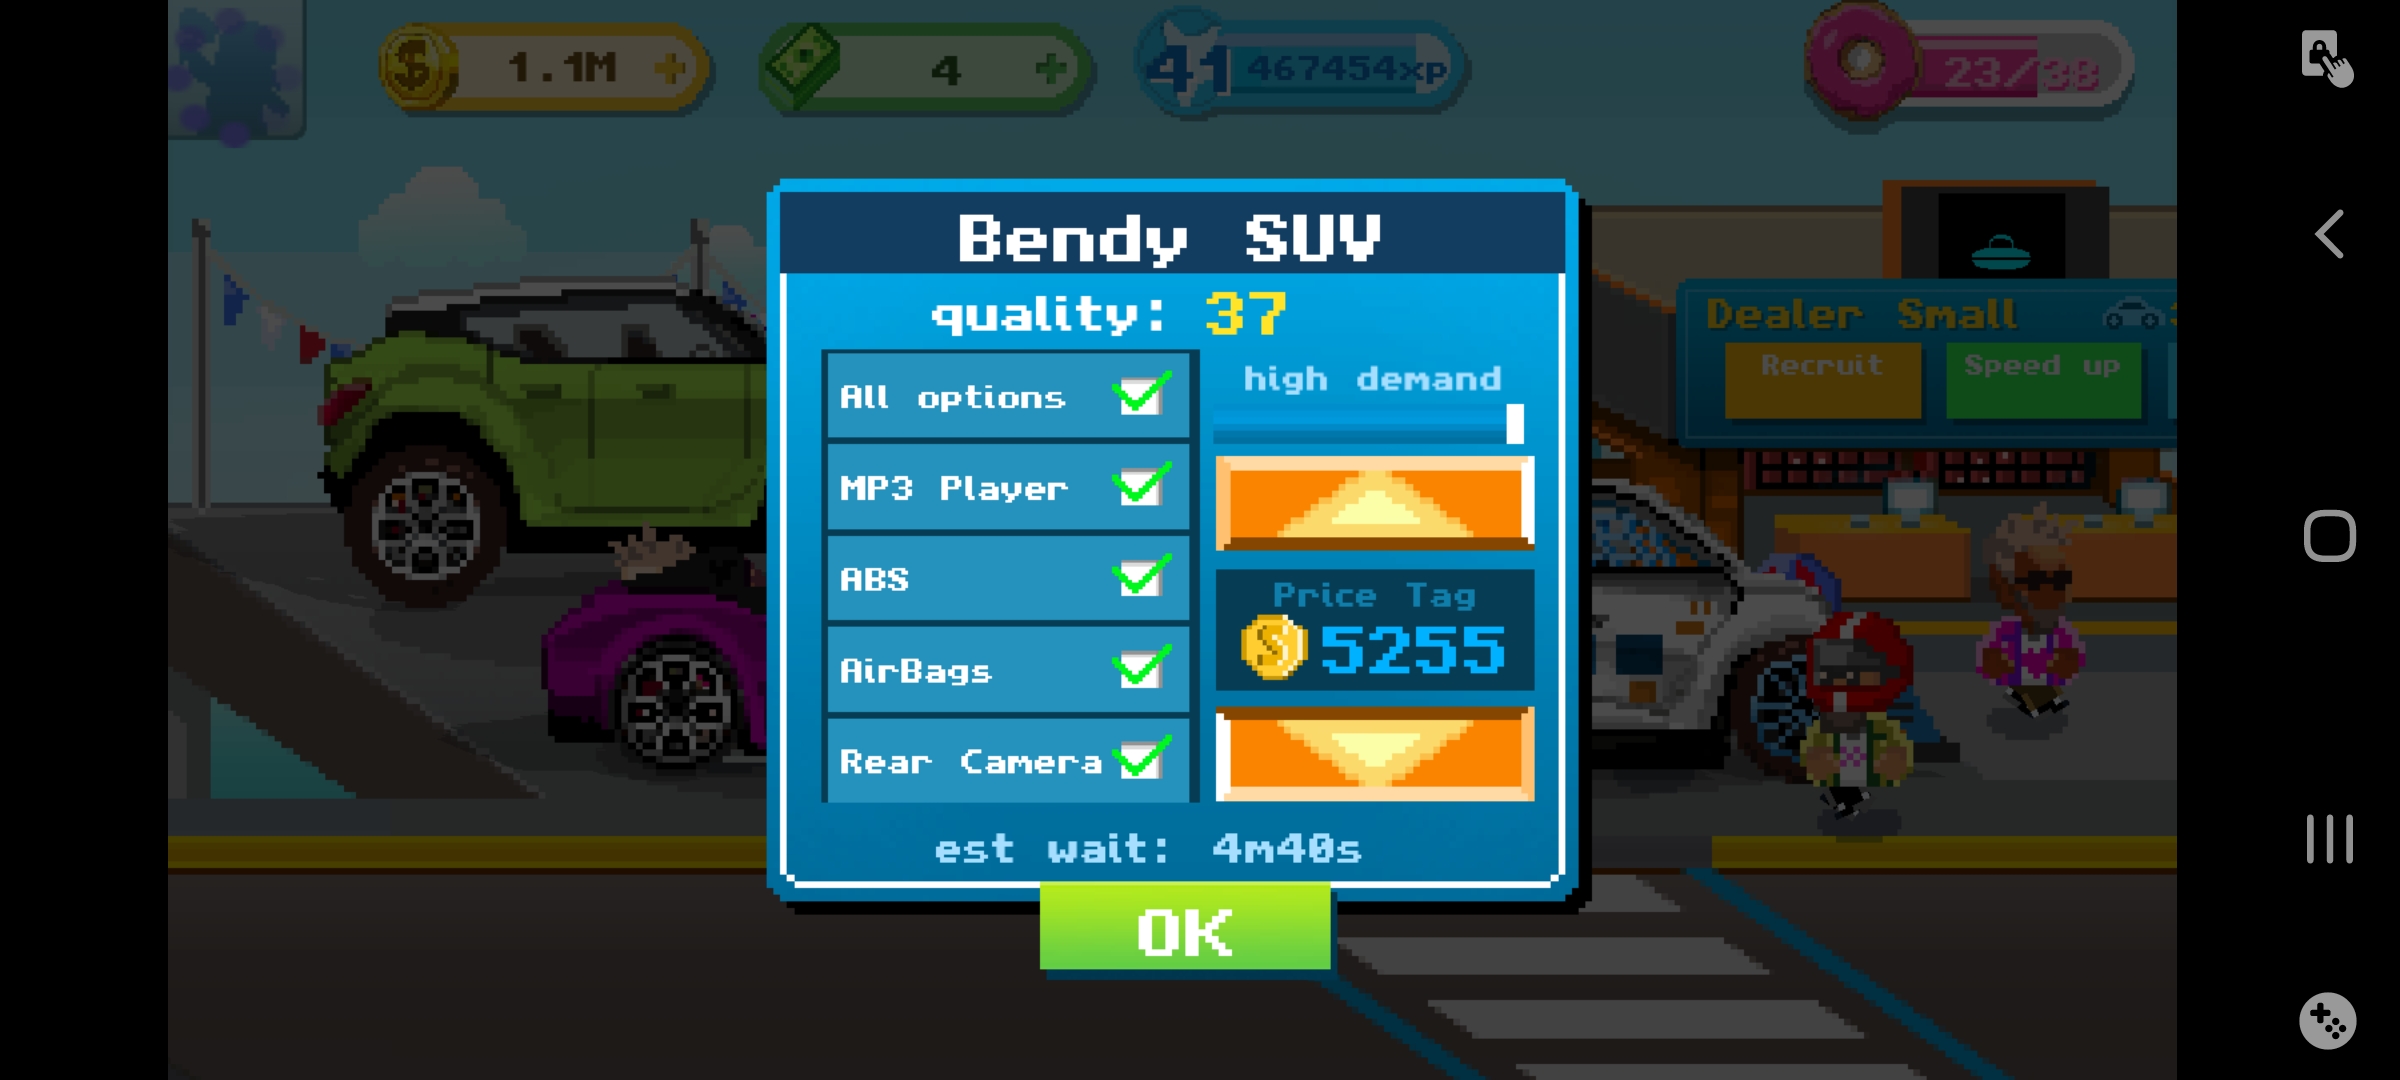 1.1M
4
41 467454xp
23/38
Bendy SUV
quality: 37
All options
MP3 Player
ABS
AirBags
Rear Camera
high demand
Price Tag
5255
est wait: 4m40s
OK
Dealer Small
Recruit
Speed up